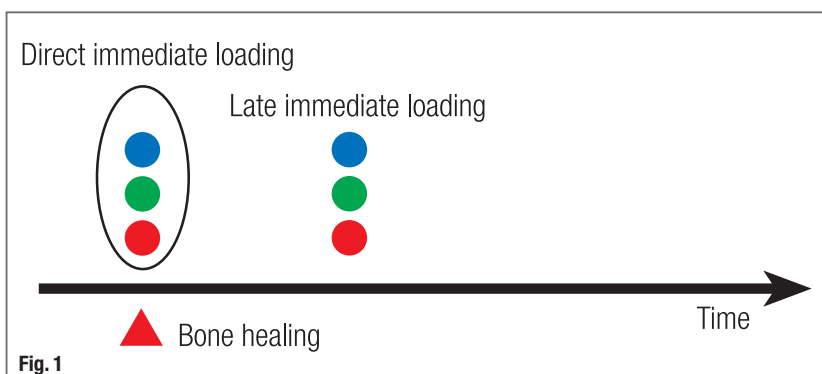 Direct immediate loading
Late immediate loading
Time
Bone healing
Fig. 1